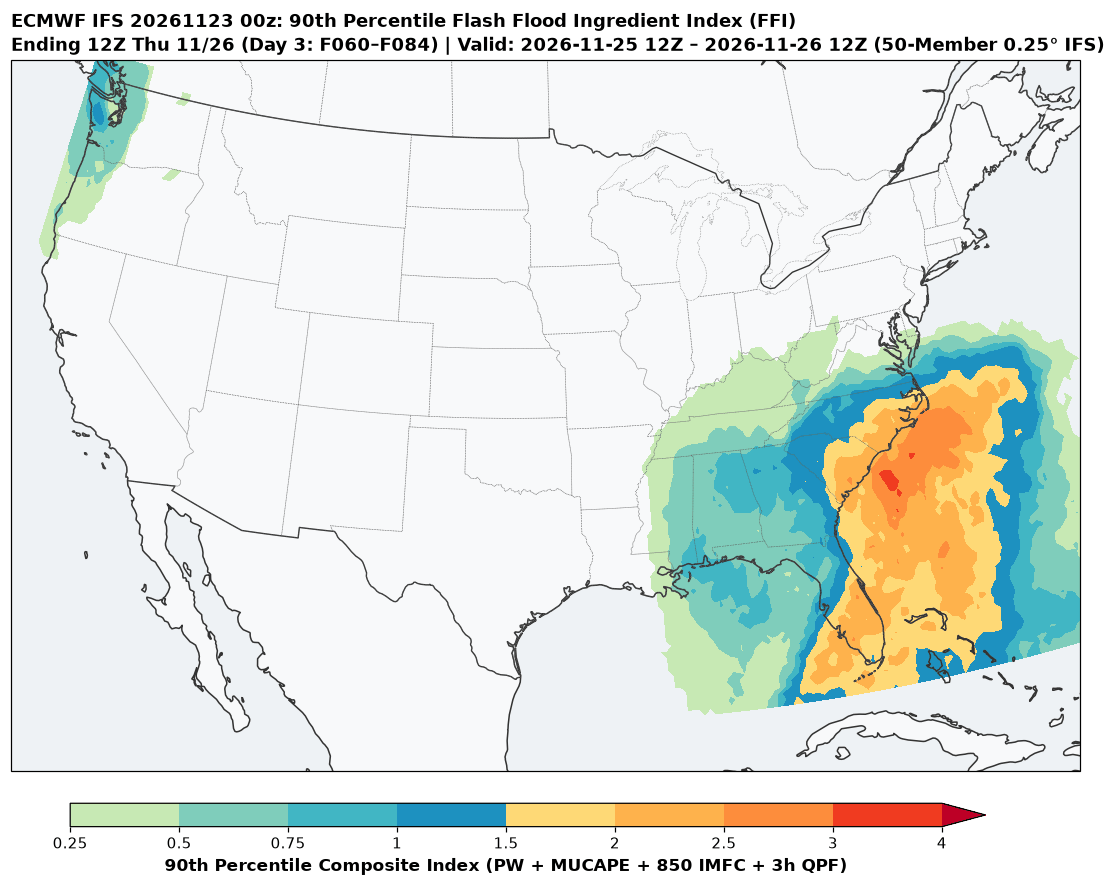 ECMWF IFS 20261123 00z: 90th Percentile Flash Flood Ingredient Index (FFI)
Ending 12Z Thu 11/26 (Day 3: F060–F084) | Valid: 2026-11-25 12Z – 2026-11-26 12Z (50-Member 0.25° IFS)
0.25 0.5 0.75 1 1.5 2 2.5 3 4
90th Percentile Composite Index (PW + MUCAPE + 850 IMFC + 3h QPF)